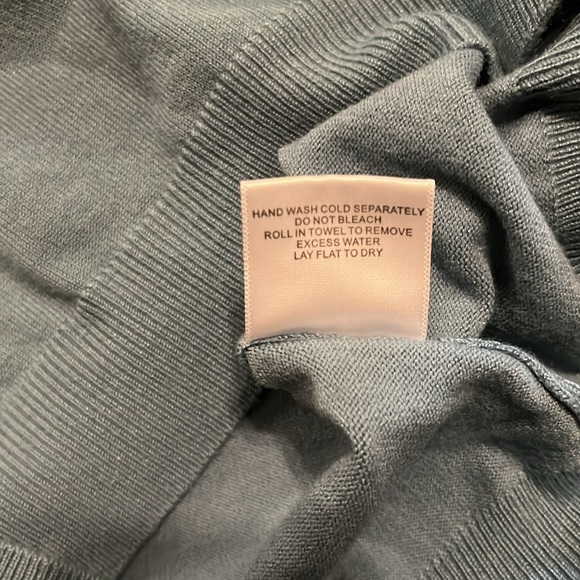 HAND WASH COLD SEPARATELY
DO NOT BLEACH
ROLL IN TOWEL TO REMOVE
EXCESS WATER
LAY FLAT TO DRY